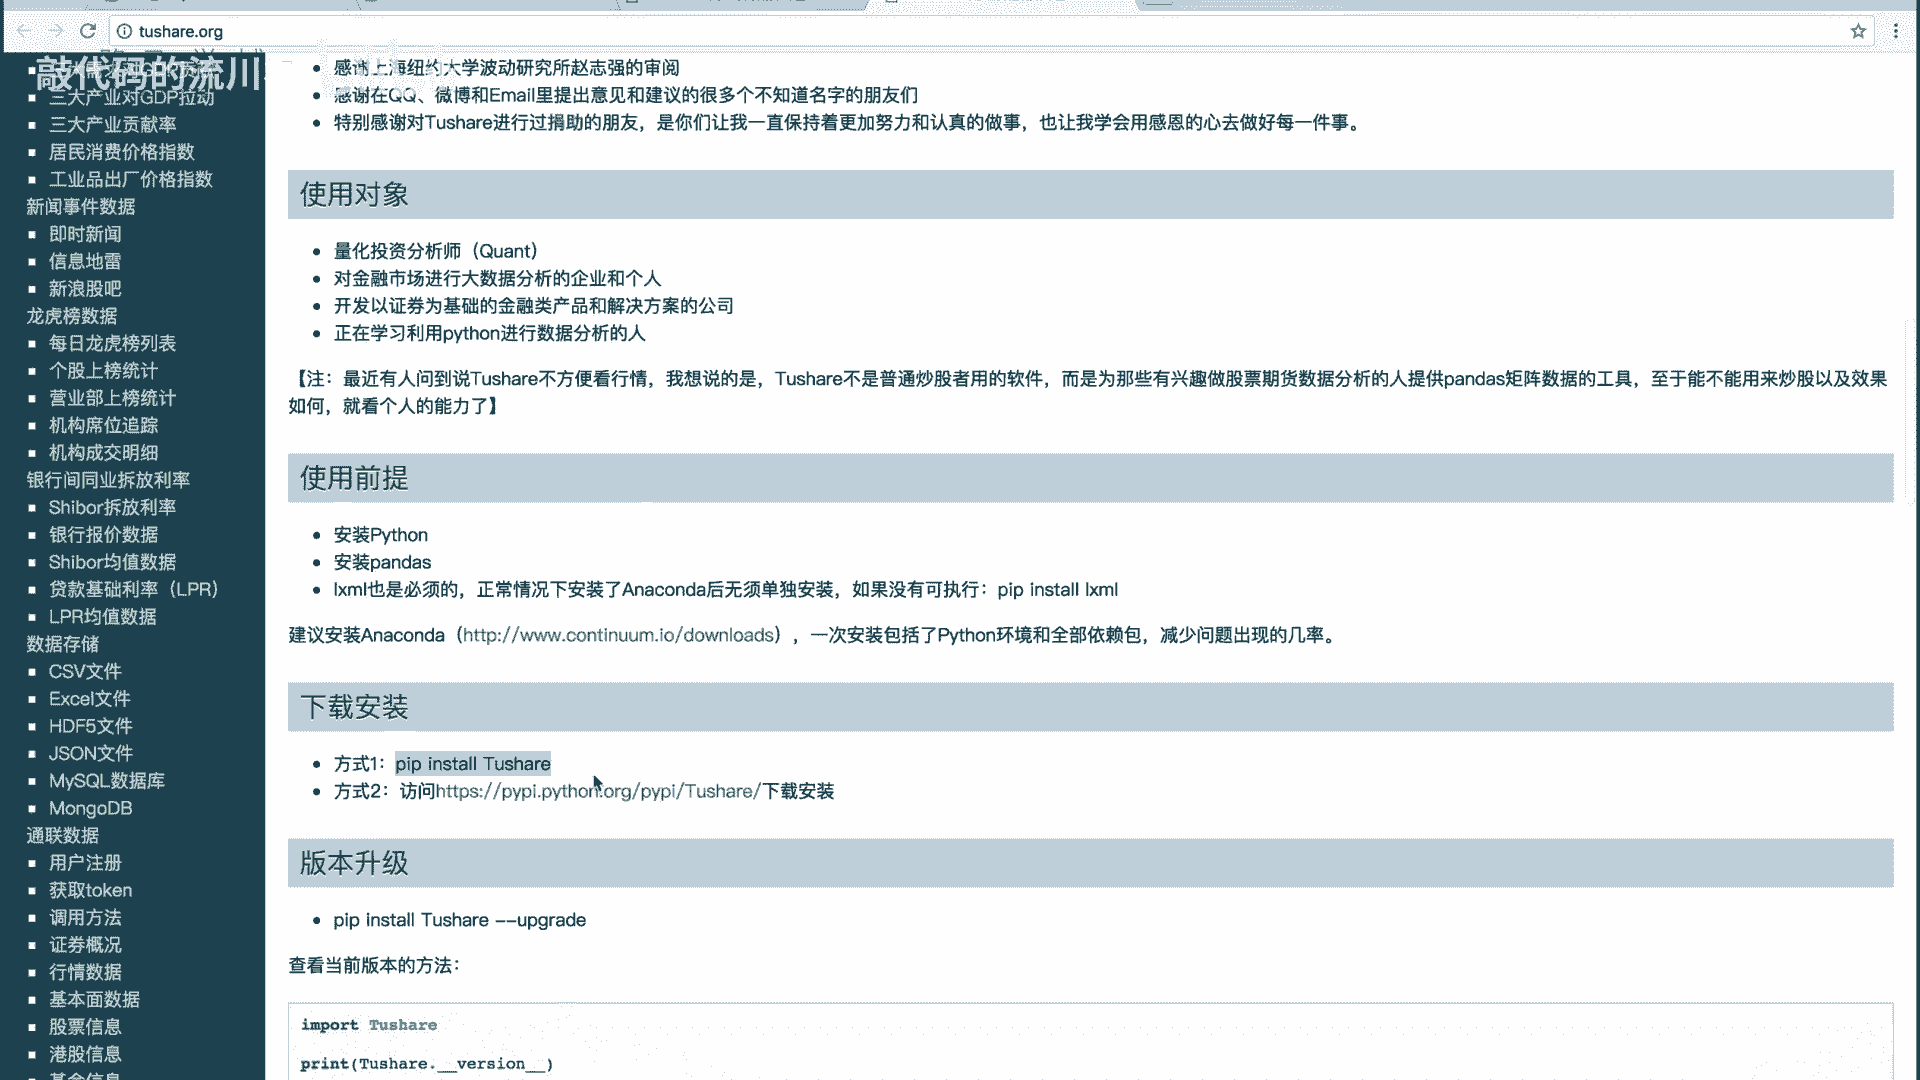 tushare.org
敲代码的流川
三大产业对GDP拉动
三大产业贡献率
居民消费价格指数
工业品出厂价格指数
新闻事件数据
即时新闻
信息地雷
新浪股吧
龙虎榜数据
每日龙虎榜列表
个股上榜统计
营业部上榜统计
机构席位追踪
机构成交明细
银行间同业拆放利率
Shibor拆放利率
银行报价数据
Shibor均值数据
贷款基础利率（LPR）
LPR均值数据
数据存储
CSV文件
Excel文件
HDF5文件
JSON文件
MySQL数据库
MongoDB
通联数据
用户注册
获取token
调用方法
证券概况
行情数据
基本面数据
股票信息
港股信息
基金信息
感谢上海纽约大学波动研究所赵志强的审阅
感谢在QQ、微博和Email里提出意见和建议的很多个不知道名字的朋友们
特别感谢对Tushare进行过捐助的朋友，是你们让我一直保持着更加努力和认真的做事，也让我学会用感恩的心去做好每一件事。
使用对象
量化投资分析师（Quant）
对金融市场进行大数据分析的企业和个人
开发以证券为基础的金融类产品和解决方案的公司
正在学习利用python进行数据分析的人
【注：最近有人问到说Tushare不方便看行情，我想说的是，Tushare不是普通炒股者用的软件，而是为那些有兴趣做股票期货数据分析的人提供pandas矩阵数据的工具，至于能不能用来炒股以及效果
如何，就看个人的能力了】
使用前提
安装Python
安装pandas
lxml也是必须的，正常情况下安装了Anaconda后无须单独安装，如果没有可执行：pip install lxml
建议安装Anaconda（http://www.continuum.io/downloads），一次安装包括了Python环境和全部依赖包，减少问题出现的几率。
下载安装
方式1：pip install Tushare
方式2：访问https://pypi.python.org/pypi/Tushare/下载安装
版本升级
pip install Tushare --upgrade
查看当前版本的方法：
import Tushare
print(Tushare.__version__)